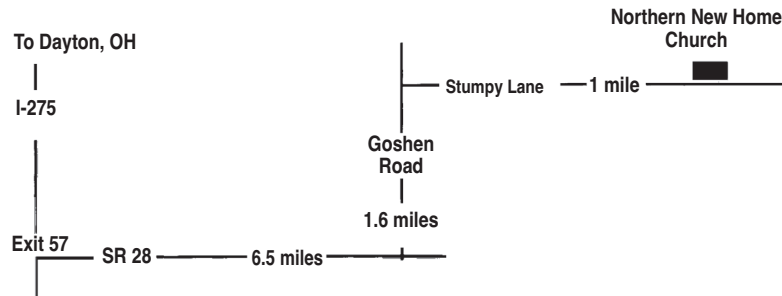 Northern New Home
Church
To Dayton, OH
I-275
Stumpy Lane
1 mile
Goshen
Road
1.6 miles
Exit 57
SR 28
6.5 miles